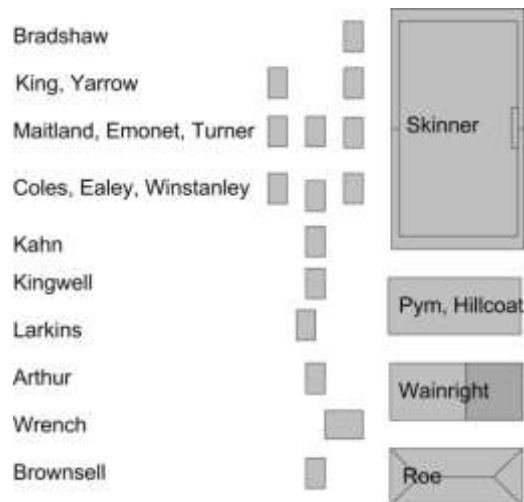 Bradshaw
King, Yarrow
Maitland, Emonet, Turner
Skinner
Coles, Ealey, Winstanley
Kahn
Kingwell
Pym, Hillcoat
Larkins
Arthur
Wainright
Wrench
Brownsell
Roe